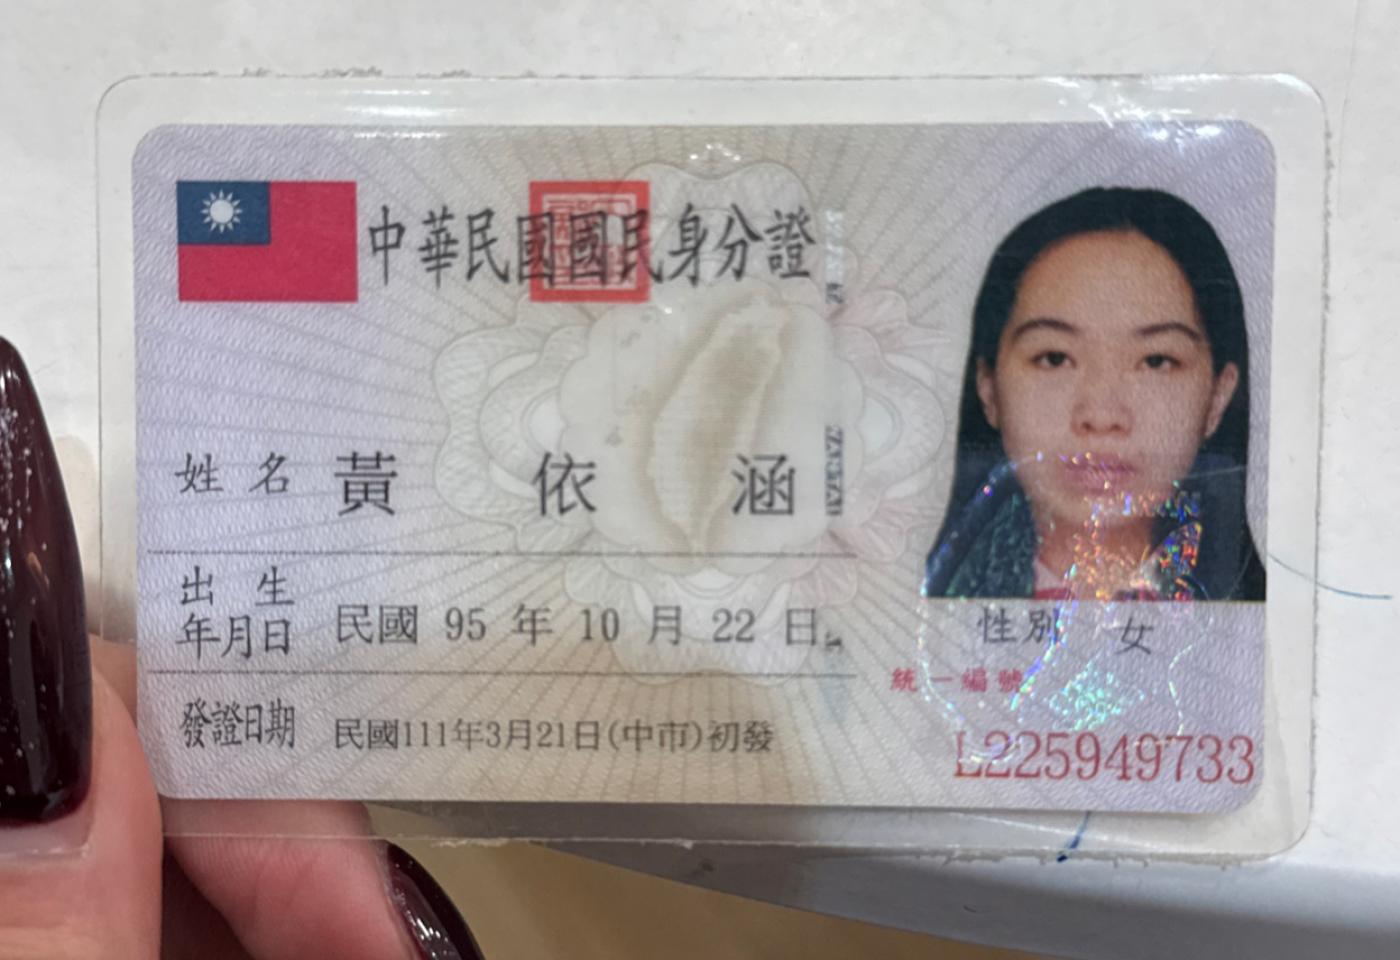 中華民國國民身分證
姓名 黃依涵
出生年月日 民國 95 年 10 月 22 日
發證日期 民國111年3月21日(中市)初發
性別 女
統一編號
L225949733